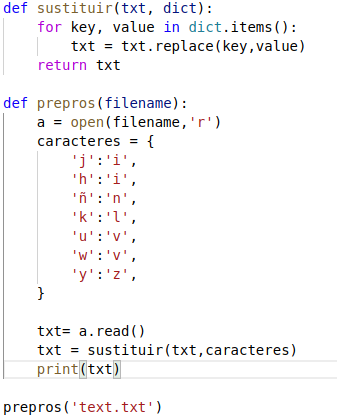 def sustituir(txt, dict):
    for key, value in dict.items():
        txt = txt.replace(key,value)
    return txt
def prepros(filename):
    a = open(filename,'r')
    caracteres = {
        'j':'i',
        'h':'i',
        'ñ':'n',
        'k':'l',
        'u':'v',
        'w':'v',
        'y':'z',
    }
    txt= a.read()
    txt = sustituir(txt,caracteres)
    print(txt)
prepros('text.txt')